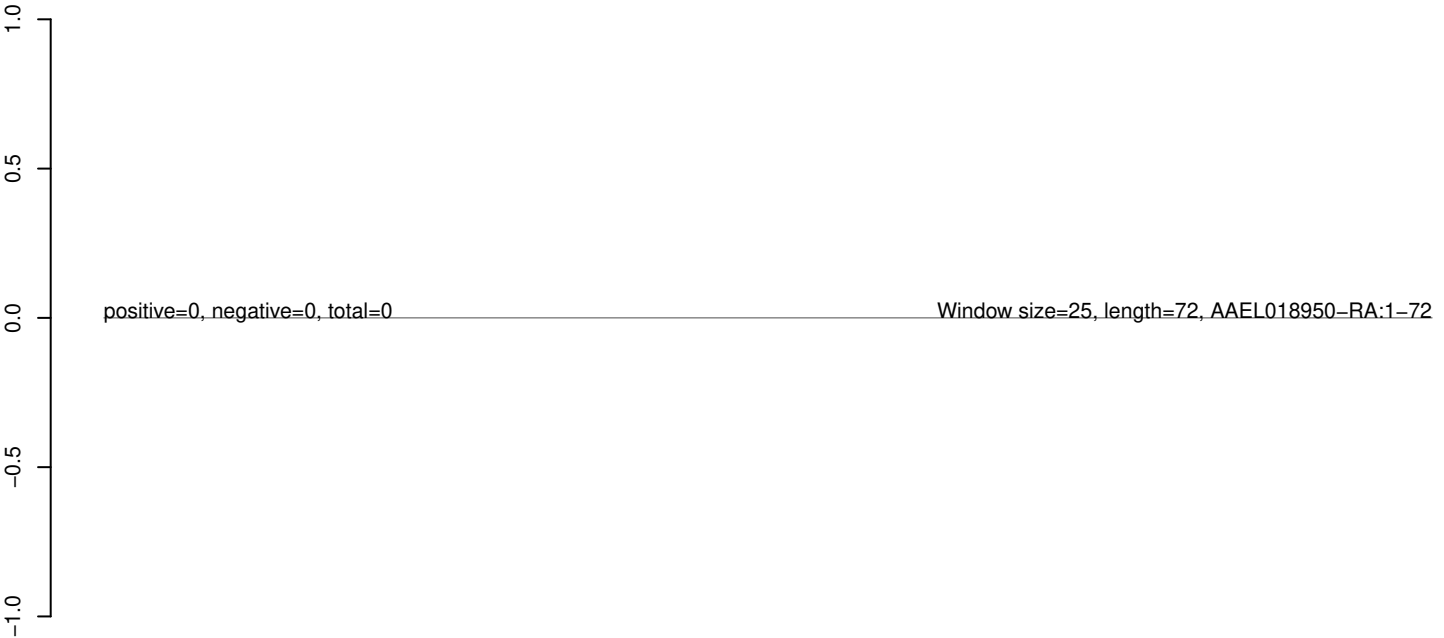 1.0
0.5
0.0
−0.5
−1.0
positive=0, negative=0, total=0
Window size=25, length=72, AAEL018950−RA:1−72